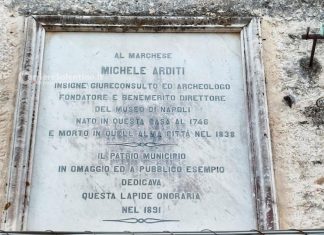 AL MARCHESE
MICHELE ARDITI
INSIGNE GIURECONSULTO ED ARCHEOLOGO
FONDATORE E BENEMERITO DIRETTORE
DEL MUSEO DI NAPOLI
NATO IN QUESTA CASA AL 1746
E MORTO IN QUELL'ALMA CITTÀ NEL 1838
IL PATRIO MUNICIPIO
IN OMAGGIO ED A PUBBLICO ESEMPIO
DEDICAVA
QUESTA LAPIDE ONORARIA
NEL 1891